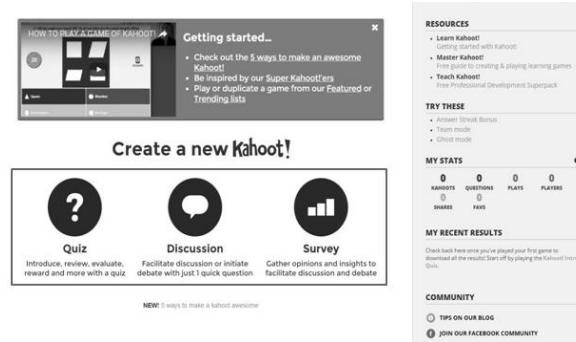 HOW TO PLAY A GAME OF KAHOOT!
Getting started...
• Check out the 5 ways to make an awesome
Kahoot!
• Be inspired by our Super Kahoot!'ers
• Play or duplicate a game from our Featured or
Trending lists
Create a new Kahoot!
Quiz
Introduce, review, evaluate,
reward and more with a quiz
Discussion
Facilitate discussion or initiate
debate with just 1 quick question
Survey
Gather opinions and insights to
facilitate discussion and debate
NEW! 5 ways to make a kahoot awesome
RESOURCES
• Learn Kahoot!
Getting started with Kahoot!
• Master Kahoot!
Free guide to creating & playing learning games
• Teach Kahoot!
Free Professional Development Superpack
TRY THESE
• Answer Streak Bonus
• Team mode
• Ghost mode
MY STATS
0 0 0 0
KAHOOTS QUESTIONS PLAYS PLAYERS
0 0
SHARES FAVS
MY RECENT RESULTS
Check back here once you've played your first game to
download all the results! Start off by playing the Kahoot! Intro
Quiz.
COMMUNITY
TIPS ON OUR BLOG
JOIN OUR FACEBOOK COMMUNITY